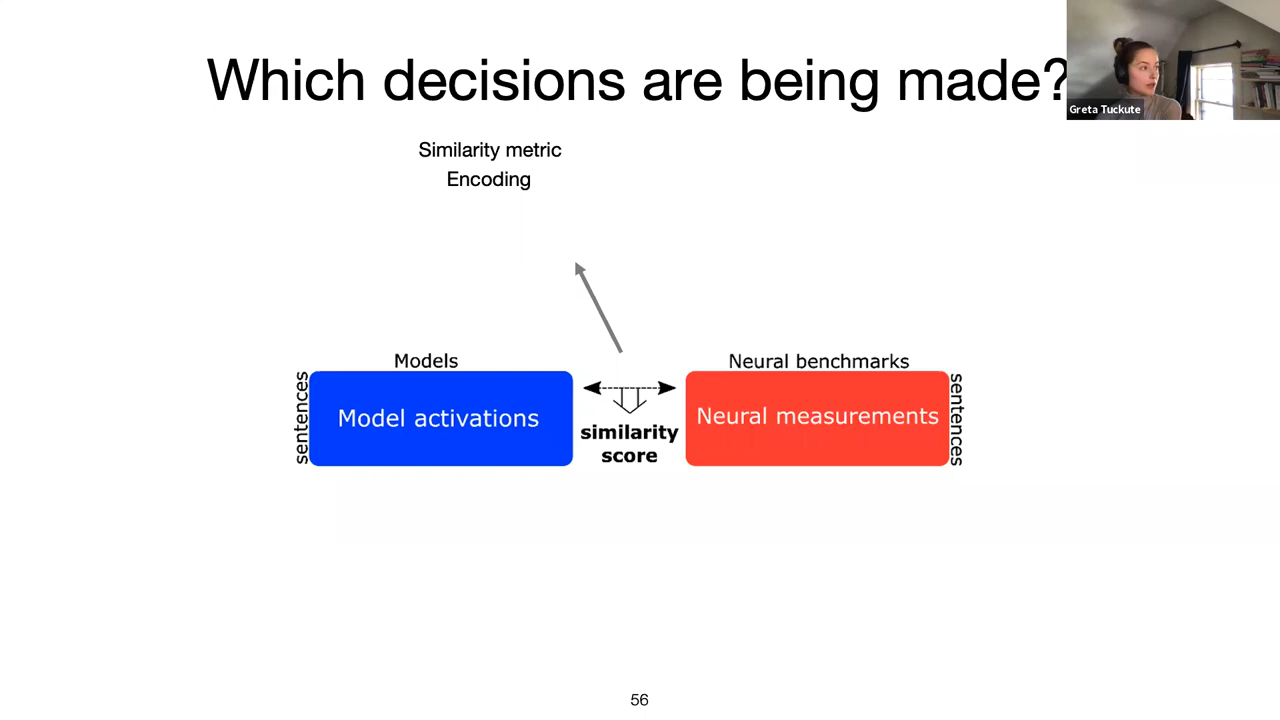 Which decisions are being made?
Greta Tuckute
Similarity metric
Encoding
Models
Neural benchmarks
sentences
Model activations
similarity
score
Neural measurements
sentences
56